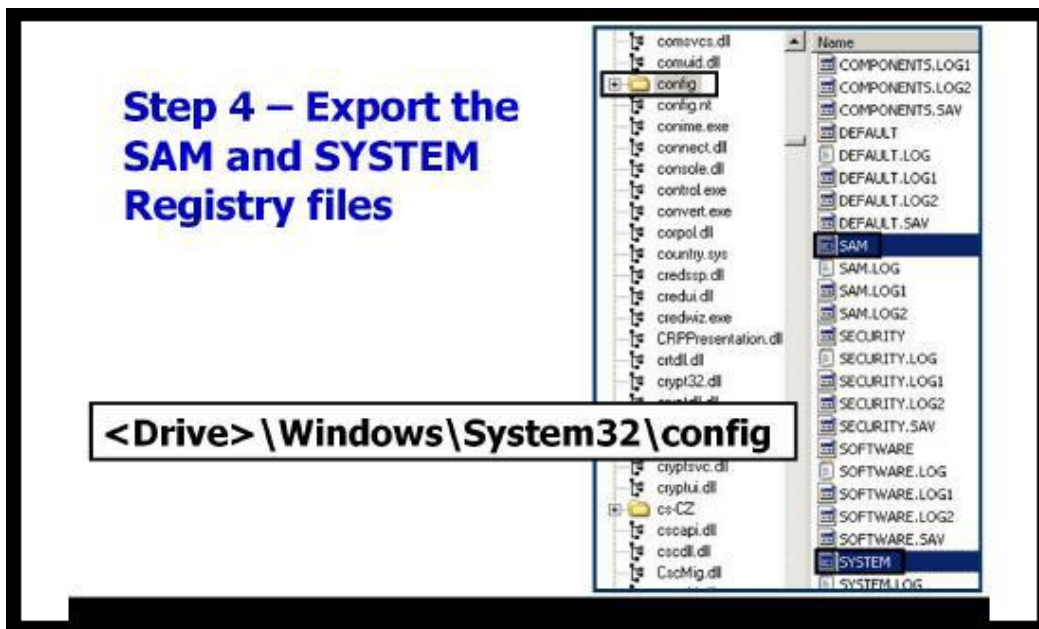 Step 4 – Export the
SAM and SYSTEM
Registry files
<Drive>\Windows\System32\config
comsvcs.dll
comuid.dll
config
config.nt
conime.exe
connect.dll
console.dll
control.exe
convert.exe
corpol.dll
country.sys
credssp.dll
credui.dll
credwiz.exe
CRPPresentation.dll
crtdll.dll
crypt32.dll
cryptsvc.dll
cryptui.dll
cs-CZ
cscapi.dll
cscdll.dll
CscMig.dll
Name
COMPONENTS.LOG1
COMPONENTS.LOG2
COMPONENTS.SAV
DEFAULT
DEFAULT.LOG
DEFAULT.LOG1
DEFAULT.LOG2
DEFAULT.SAV
SAM
SAM.LOG
SAM.LOG1
SAM.LOG2
SECURITY
SECURITY.LOG
SECURITY.LOG1
SECURITY.LOG2
SECURITY.SAV
SOFTWARE
SOFTWARE.LOG
SOFTWARE.LOG1
SOFTWARE.LOG2
SOFTWARE.SAV
SYSTEM
SYSTEM.LOG